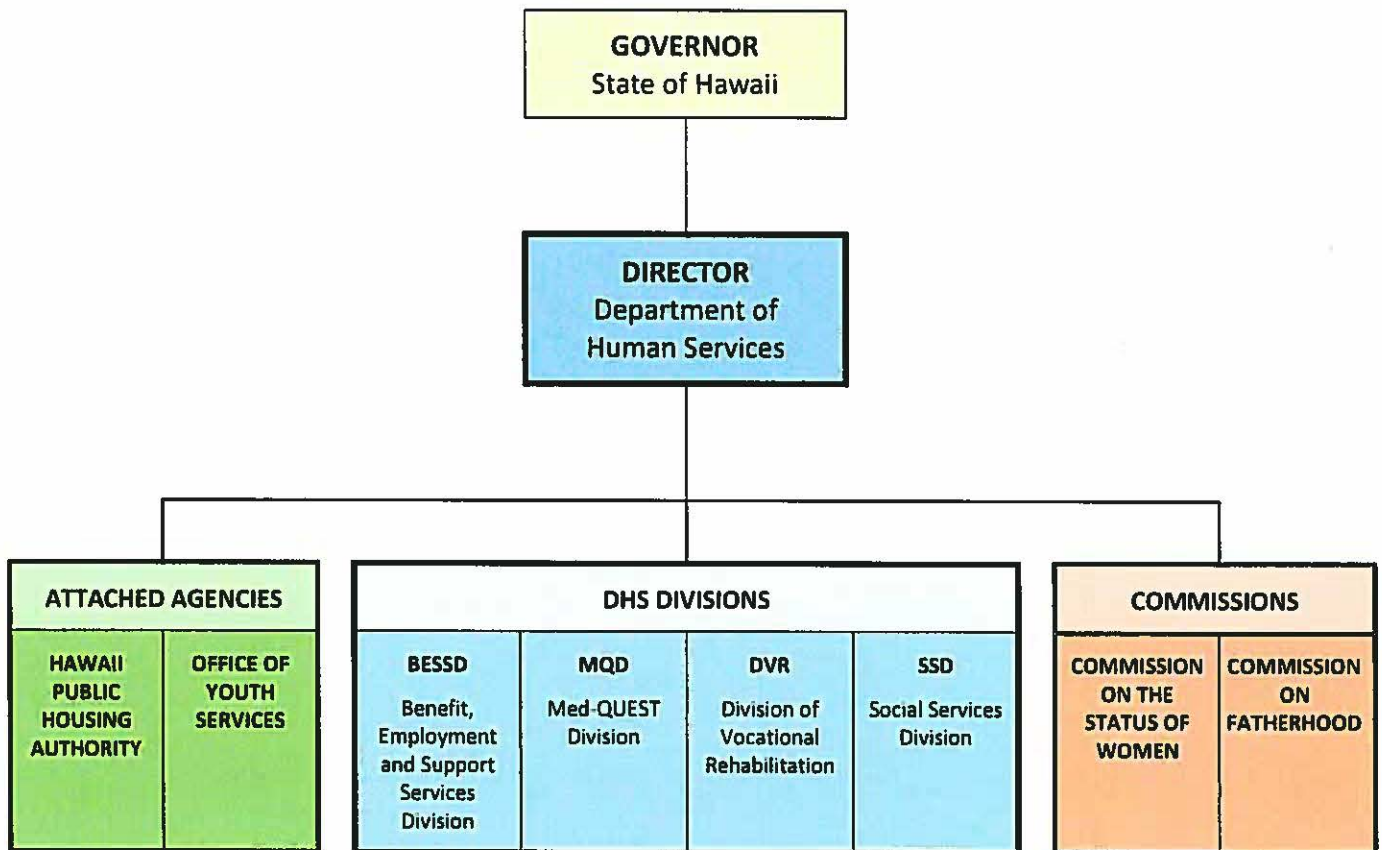 GOVERNOR
State of Hawaii
DIRECTOR
Department of
Human Services
ATTACHED AGENCIES
HAWAII
PUBLIC
HOUSING
AUTHORITY
OFFICE OF
YOUTH
SERVICES
DHS DIVISIONS
BESSD
Benefit,
Employment
and Support
Services
Division
MQD
Med-QUEST
Division
DVR
Division of
Vocational
Rehabilitation
SSD
Social Services
Division
COMMISSIONS
COMMISSION
ON THE
STATUS OF
WOMEN
COMMISSION
ON
FATHERHOOD